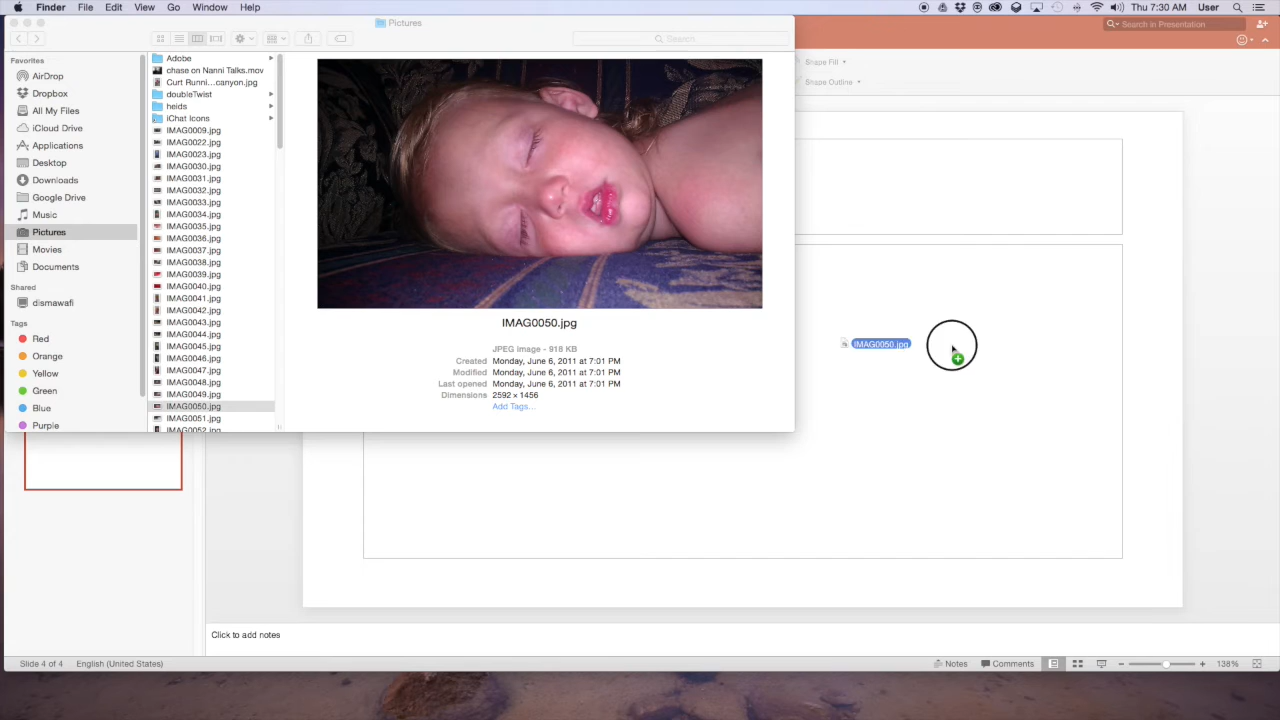 Finder File Edit View Go Window Help Thu 7:30 AM User
Pictures
Search in Presentation
Search
Favorites
AirDrop
Dropbox
All My Files
iCloud Drive
Applications
Desktop
Downloads
Google Drive
Music
Pictures
Movies
Documents
Shared
dismawafi
Tags
Red
Orange
Yellow
Green
Blue
Purple
Adobe
chase on Nanni Talks.mov
Curt Runni...canyon.jpg
doubleTwist
heids
iChat Icons
IMAG0009.jpg
IMAG0022.jpg
IMAG0023.jpg
IMAG0030.jpg
IMAG0031.jpg
IMAG0032.jpg
IMAG0033.jpg
IMAG0034.jpg
IMAG0035.jpg
IMAG0036.jpg
IMAG0037.jpg
IMAG0038.jpg
IMAG0039.jpg
IMAG0040.jpg
IMAG0041.jpg
IMAG0042.jpg
IMAG0043.jpg
IMAG0044.jpg
IMAG0045.jpg
IMAG0046.jpg
IMAG0047.jpg
IMAG0048.jpg
IMAG0049.jpg
IMAG0050.jpg
IMAG0051.jpg
IMAG0052.jpg
IMAG0050.jpg
JPEG image - 918 KB
Created Monday, June 6, 2011 at 7:01 PM
Modified Monday, June 6, 2011 at 7:01 PM
Last opened Monday, June 6, 2011 at 7:01 PM
Dimensions 2592 × 1456
Add Tags...
Shape Fill
Shape Outline
IMAG0050.jpg
Click to add notes
Slide 4 of 4 English (United States) Notes Comments 138%